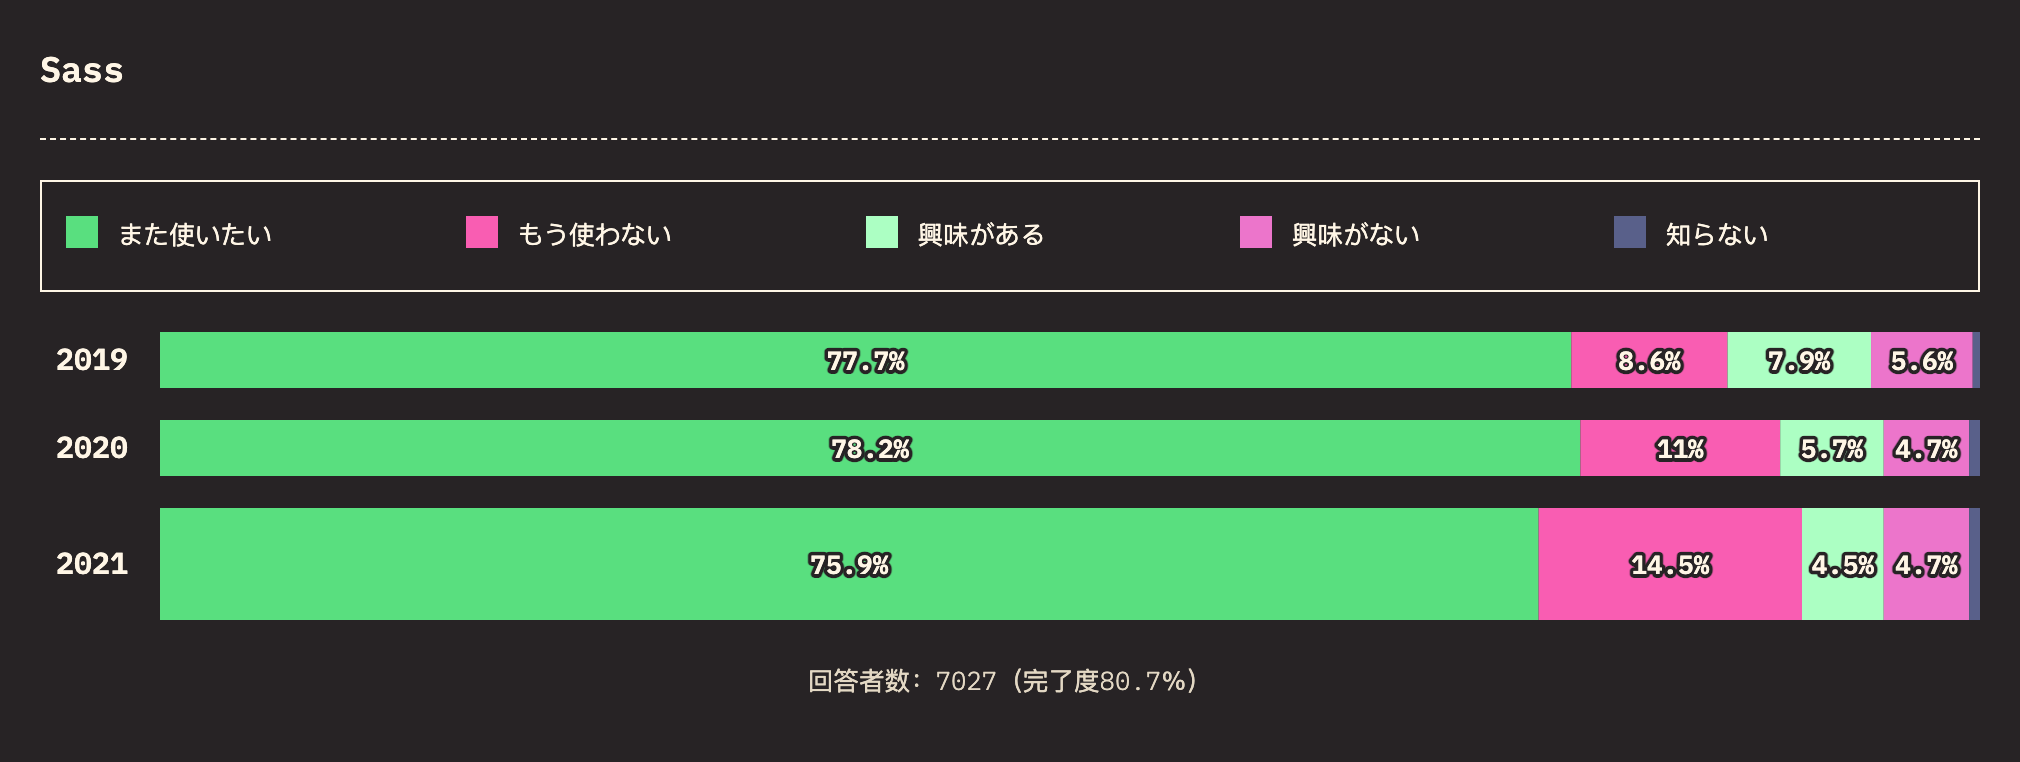 Sass
また使いたい もう使わない 興味がある 興味がない 知らない
2019 77.7% 8.6% 7.9% 5.6%
2020 78.2% 11% 5.7% 4.7%
2021 75.9% 14.5% 4.5% 4.7%
回答者数: 7027 (完了度80.7%)